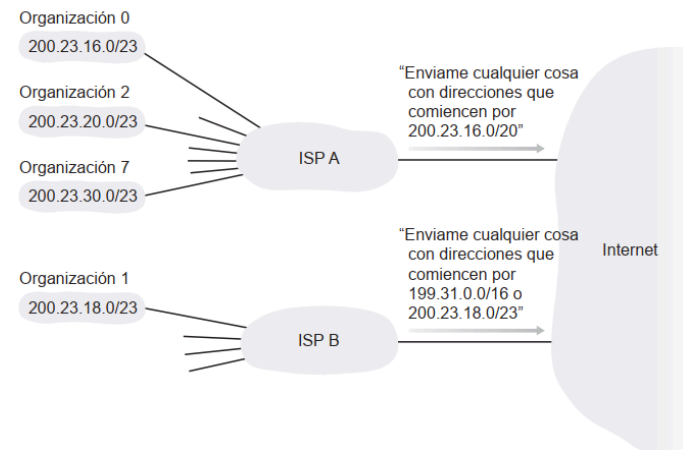 Organización 0
200.23.16.0/23
Organización 2
200.23.20.0/23
Organización 7
200.23.30.0/23
ISP A
“Enviame cualquier cosa
con direcciones que
comiencen por
200.23.16.0/20”
Organización 1
200.23.18.0/23
ISP B
“Enviame cualquier cosa
con direcciones que
comiencen por
199.31.0.0/16 o
200.23.18.0/23”
Internet